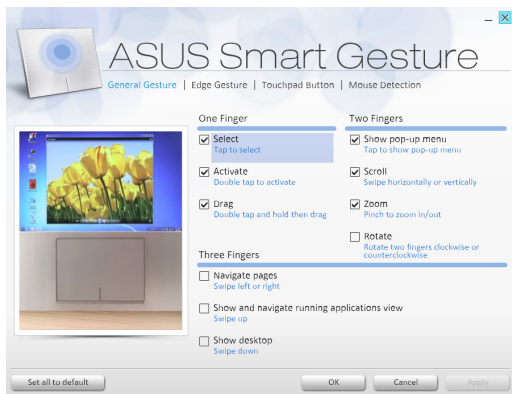 ASUS Smart Gesture
General Gesture | Edge Gesture | Touchpad Button | Mouse Detection
One Finger
Select
Tap to select
Activate
Double tap to activate
Drag
Double tap and hold then drag
Two Fingers
Show pop-up menu
Tap to show pop-up menu
Scroll
Swipe horizontally or vertically
Zoom
Pinch to zoom in/out
Rotate
Rotate two fingers clockwise or
counterclockwise
Three Fingers
Navigate pages
Swipe left or right
Show and navigate running applications view
Swipe up
Show desktop
Swipe down
Set all to default
OK
Cancel
Apply